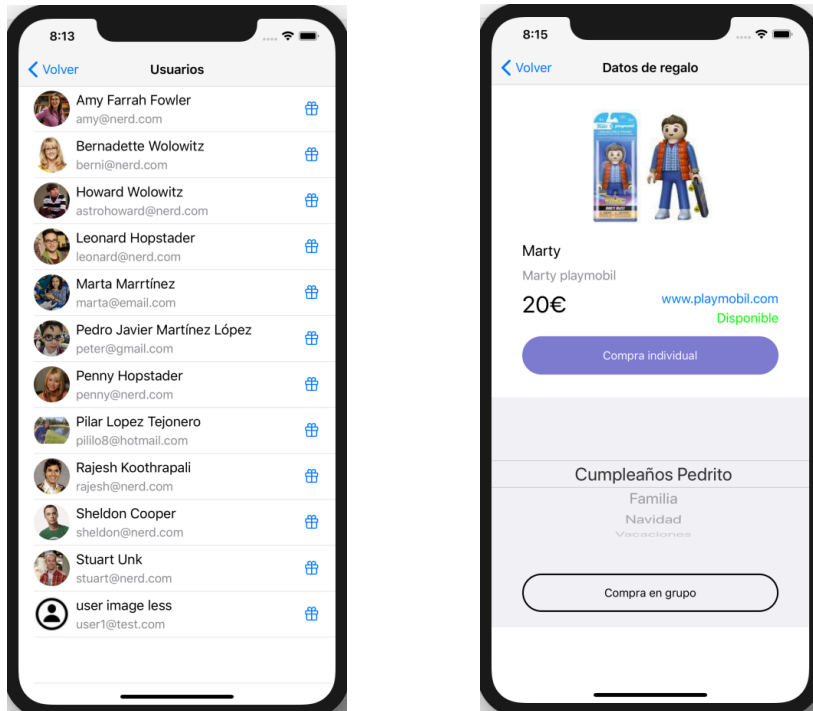 8:13
Volver
Usuarios
Amy Farrah Fowler
amy@nerd.com
Bernadette Wolowitz
berni@nerd.com
Howard Wolowitz
astrohoward@nerd.com
Leonard Hopstader
leonard@nerd.com
Marta Marrtínez
marta@email.com
Pedro Javier Martínez López
peter@gmail.com
Penny Hopstader
penny@nerd.com
Pilar Lopez Tejonero
pililo8@hotmail.com
Rajesh Koothrapali
rajesh@nerd.com
Sheldon Cooper
sheldon@nerd.com
Stuart Unk
stuart@nerd.com
user image less
user1@test.com
8:15
Volver
Datos de regalo
Marty
Marty playmobil
20€
www.playmobil.com
Disponible
Compra individual
Cumpleaños Pedrito
Familia
Navidad
Vacaciones
Compra en grupo